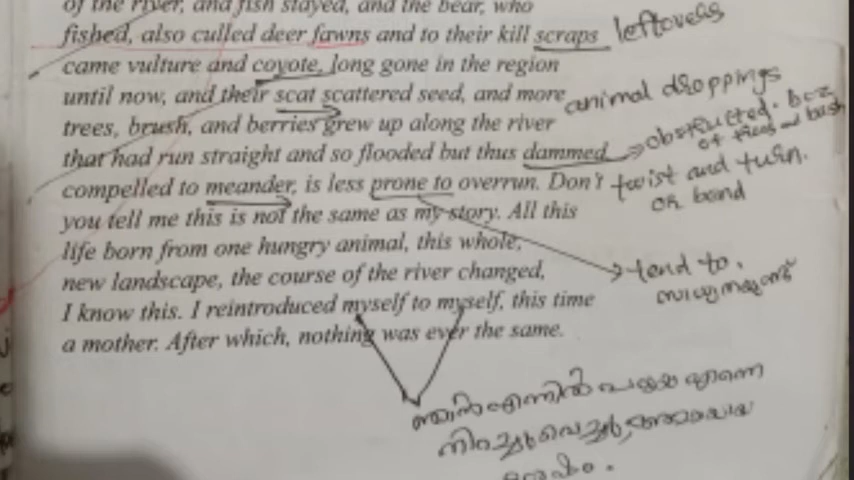 of the river, and fish stayed, and the bear, who
fished, also culled deer fawns and to their kill scraps leftovers
came vulture and coyote, long gone in the region
until now, and their scat scattered seed, and more animal droppings
trees, brush, and berries grew up along the river
that had run straight and so flooded but thus dammed obstructed. bcz
of trees and bush
compelled to meander, is less prone to overrun. Don't twist and turn.
or bend
you tell me this is not the same as my story. All this
life born from one hungry animal, this whole,
new landscape, the course of the river changed, tend to.
I know this. I reintroduced myself to myself, this time
a mother. After which, nothing was ever the same.